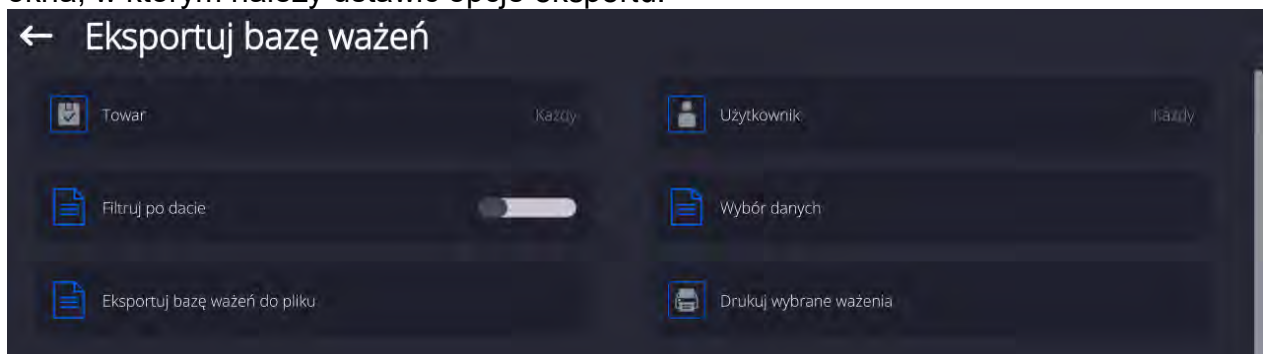 okna, w którym należy ustawić opcje eksportu.
Eksportuj bazę ważeń
Towar Każdy Użytkownik Każdy
Filtruj po dacie Wybór danych
Eksportuj bazę ważeń do pliku Drukuj wybrane ważenia